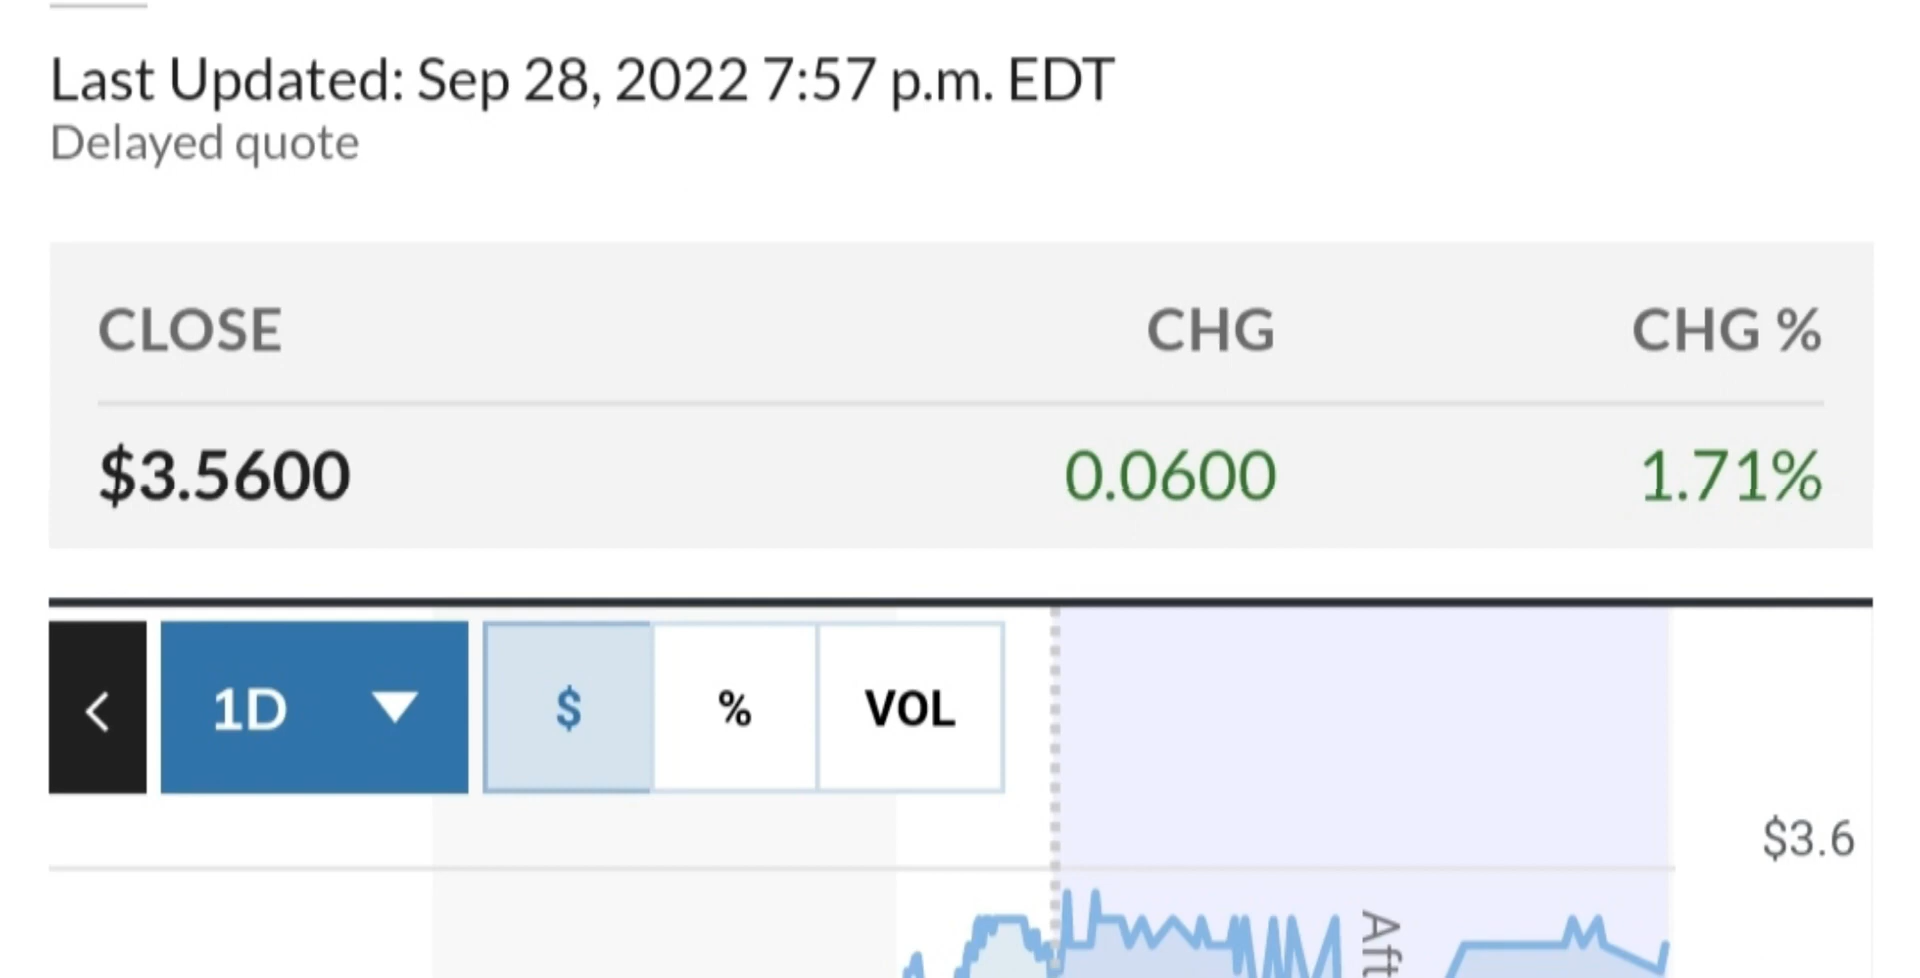 Last Updated: Sep 28, 2022 7:57 p.m. EDT
Delayed quote
CLOSE CHG CHG %
$3.5600 0.0600 1.71%
1D $ % VOL
$3.6
Aft